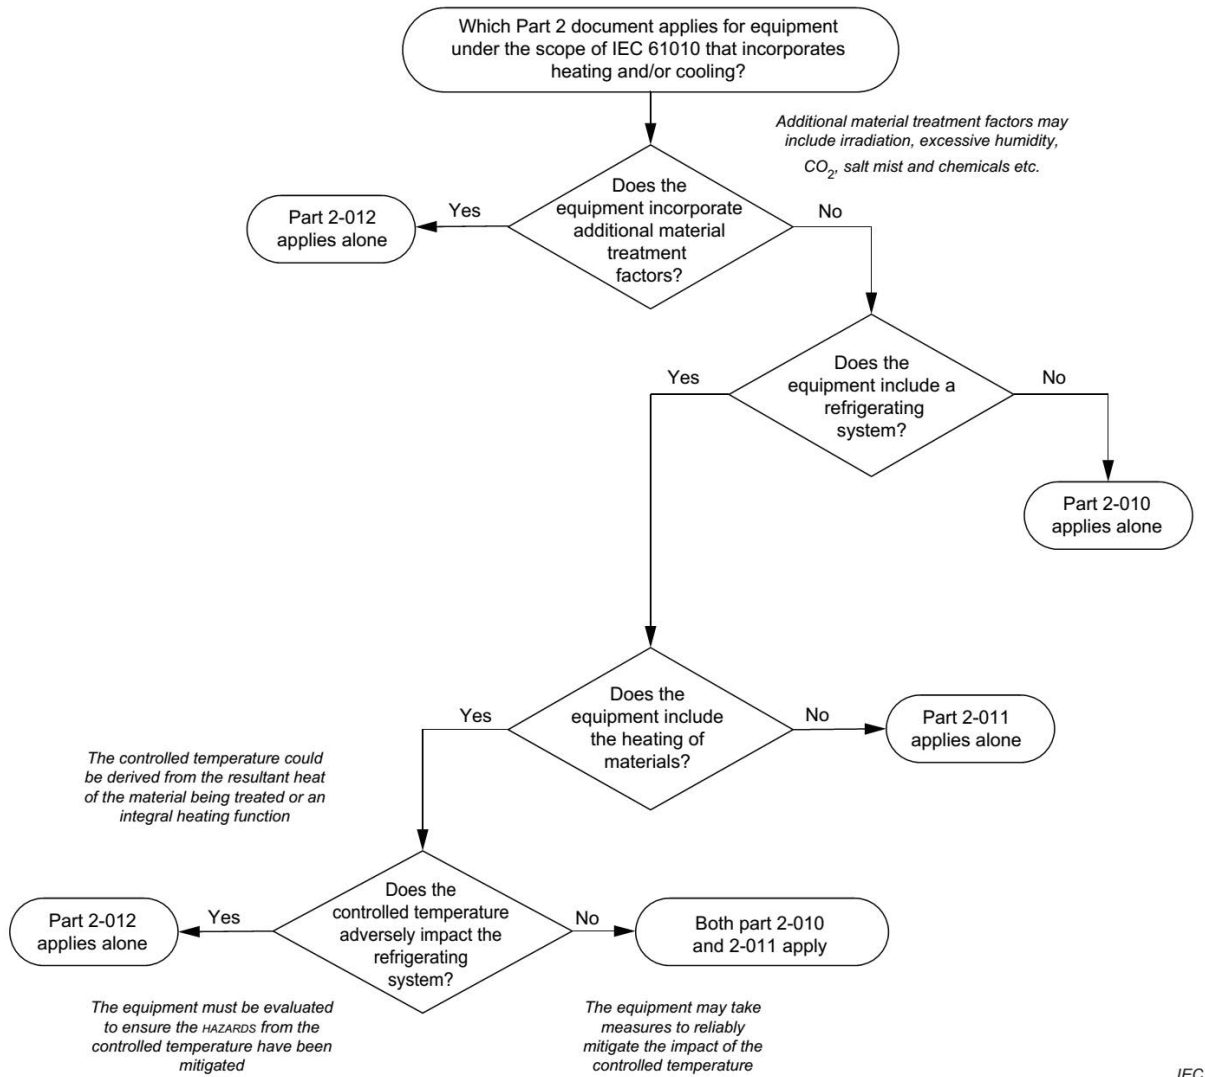 Which Part 2 document applies for equipment
under the scope of IEC 61010 that incorporates
heating and/or cooling?
Additional material treatment factors may
include irradiation, excessive humidity,
CO2, salt mist and chemicals etc.
Does the
equipment incorporate
additional material
treatment
factors?
Yes
No
Part 2-012
applies alone
Does the
equipment include a
refrigerating
system?
Yes
No
Part 2-010
applies alone
Does the
equipment include
the heating of
materials?
Yes
No
Part 2-011
applies alone
The controlled temperature could
be derived from the resultant heat
of the material being treated or an
integral heating function
Does the
controlled temperature
adversely impact the
refrigerating
system?
Yes
No
Part 2-012
applies alone
Both part 2-010
and 2-011 apply
The equipment must be evaluated
to ensure the HAZARDS from the
controlled temperature have been
mitigated
The equipment may take
measures to reliably
mitigate the impact of the
controlled temperature
IEC